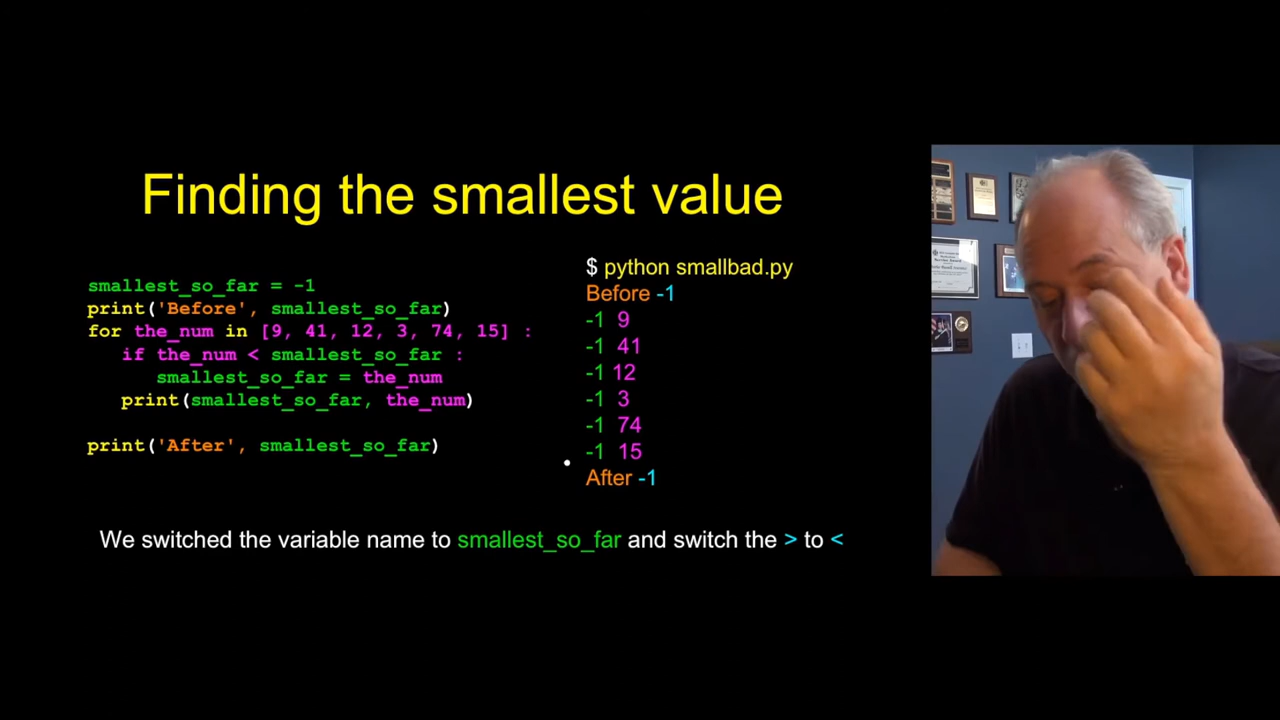 Finding the smallest value
smallest_so_far = -1
print('Before', smallest_so_far)
for the_num in [9, 41, 12, 3, 74, 15] :
if the_num < smallest_so_far :
smallest_so_far = the_num
print(smallest_so_far, the_num)
print('After', smallest_so_far)
$ python smallbad.py
Before -1
-1 9
-1 41
-1 12
-1 3
-1 74
-1 15
After -1
We switched the variable name to smallest_so_far and switch the > to <